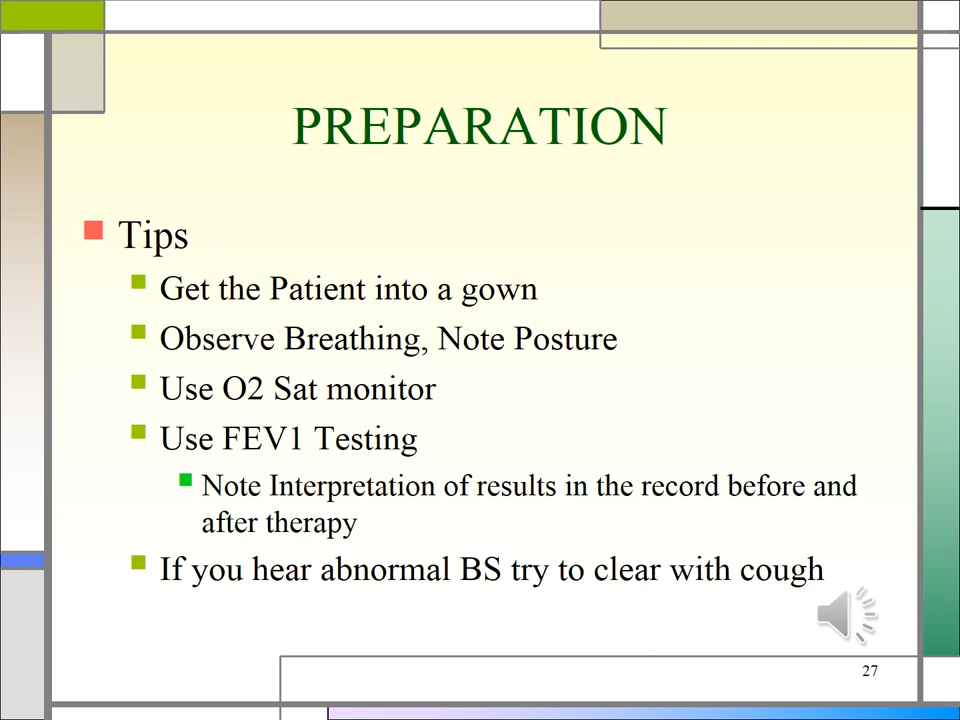 PREPARATION
Tips
Get the Patient into a gown
Observe Breathing, Note Posture
Use O2 Sat monitor
Use FEV1 Testing
Note Interpretation of results in the record before and
after therapy
If you hear abnormal BS try to clear with cough
27